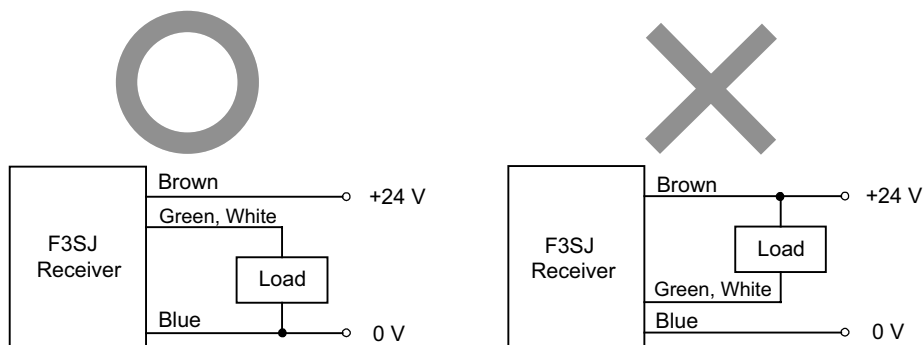 Brown
+24 V
Green, White
F3SJ
Receiver
Load
Blue
0 V
Brown
+24 V
F3SJ
Receiver
Load
Green, White
Blue
0 V